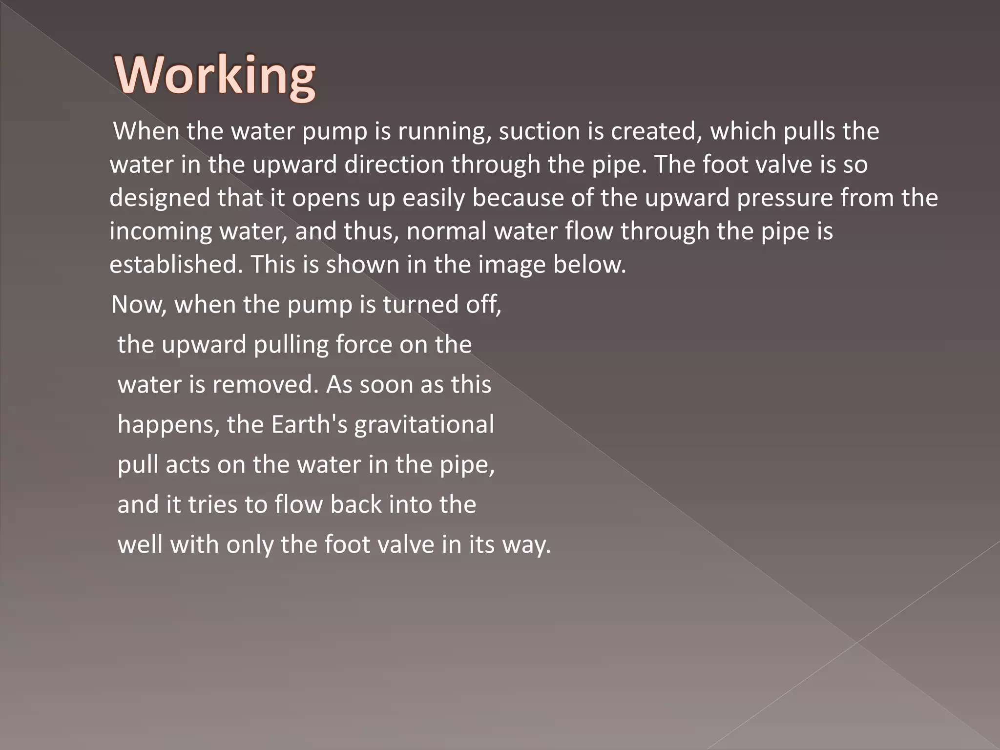 Working
When the water pump is running, suction is created, which pulls the
water in the upward direction through the pipe. The foot valve is so
designed that it opens up easily because of the upward pressure from the
incoming water, and thus, normal water flow through the pipe is
established. This is shown in the image below.
Now, when the pump is turned off,
the upward pulling force on the
water is removed. As soon as this
happens, the Earth's gravitational
pull acts on the water in the pipe,
and it tries to flow back into the
well with only the foot valve in its way.